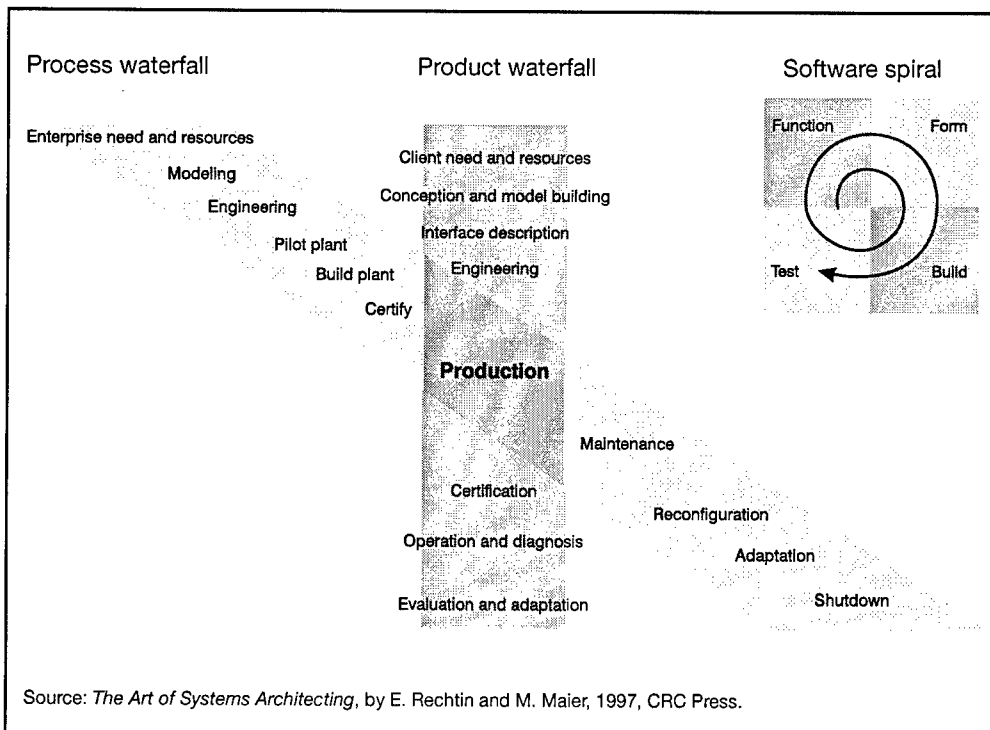 Process waterfall
Product waterfall
Software spiral
Enterprise need and resources
Modeling
Engineering
Pilot plant
Build plant
Certify
Client need and resources
Conception and model building
Interface description
Engineering
Production
Certification
Operation and diagnosis
Evaluation and adaptation
Maintenance
Reconfiguration
Adaptation
Shutdown
Function
Form
Test
Build
Source: The Art of Systems Architecting, by E. Rechtin and M. Maier, 1997, CRC Press.